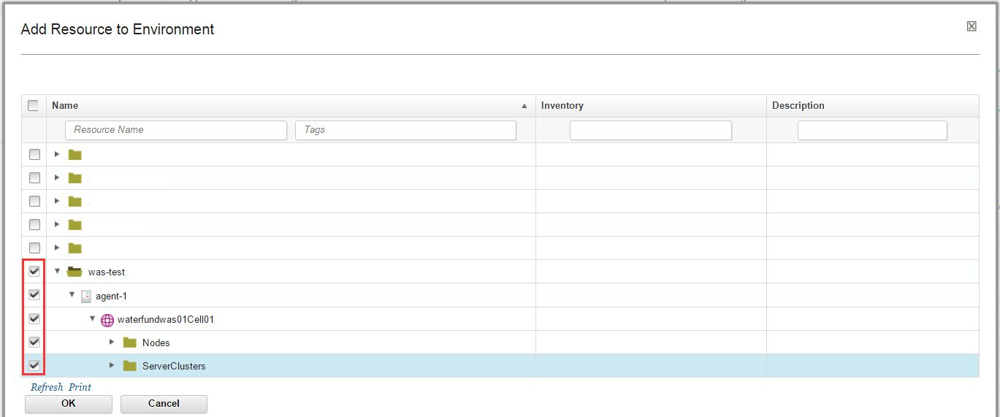 Add Resource to Environment
Name Inventory Description
Resource Name Tags
was-test
agent-1
waterfundwas01Cell01
Nodes
ServerClusters
Refresh Print
OK Cancel